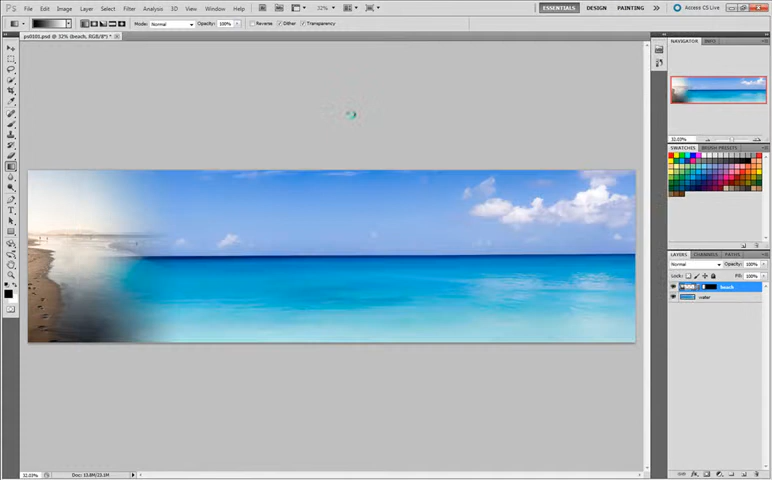 Ps File Edit Image Layer Select Filter Analysis 3D View Window Help 32% ESSENTIALS DESIGN PAINTING Access CS Live
Mode: Normal Opacity: 100% Reverse Dither Transparency
ps0101.psd @ 32% (beach, RGB/8*) *
NAVIGATOR INFO
32.03%
SWATCHES BRUSH PRESETS
LAYERS CHANNELS PATHS
Normal Opacity: 100%
Lock: Fill: 100%
beach
water
32.03% Doc: 13.8M/23.1M